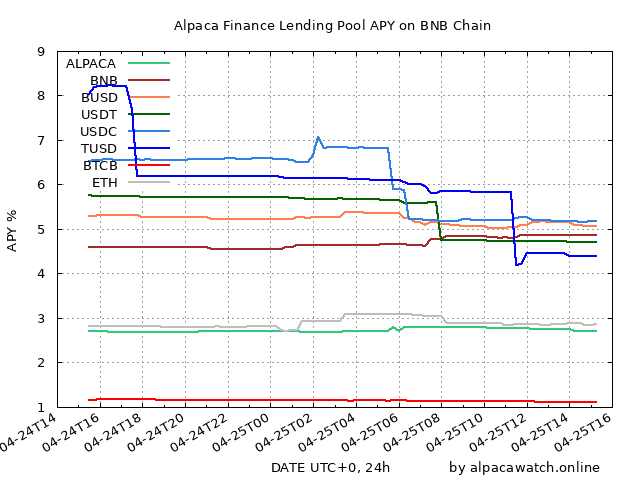 Alpaca Finance Lending Pool APY on BNB Chain
9
8
7
6
5
4
3
2
1
APY %
ALPACA
BNB
BUSD
USDT
USDC
TUSD
BTCB
ETH
04-24T14
04-24T16
04-24T18
04-24T20
04-24T22
04-25T00
04-25T02
04-25T04
04-25T06
04-25T08
04-25T10
04-25T12
04-25T14
04-25T16
DATE UTC+0, 24h
by alpacawatch.online